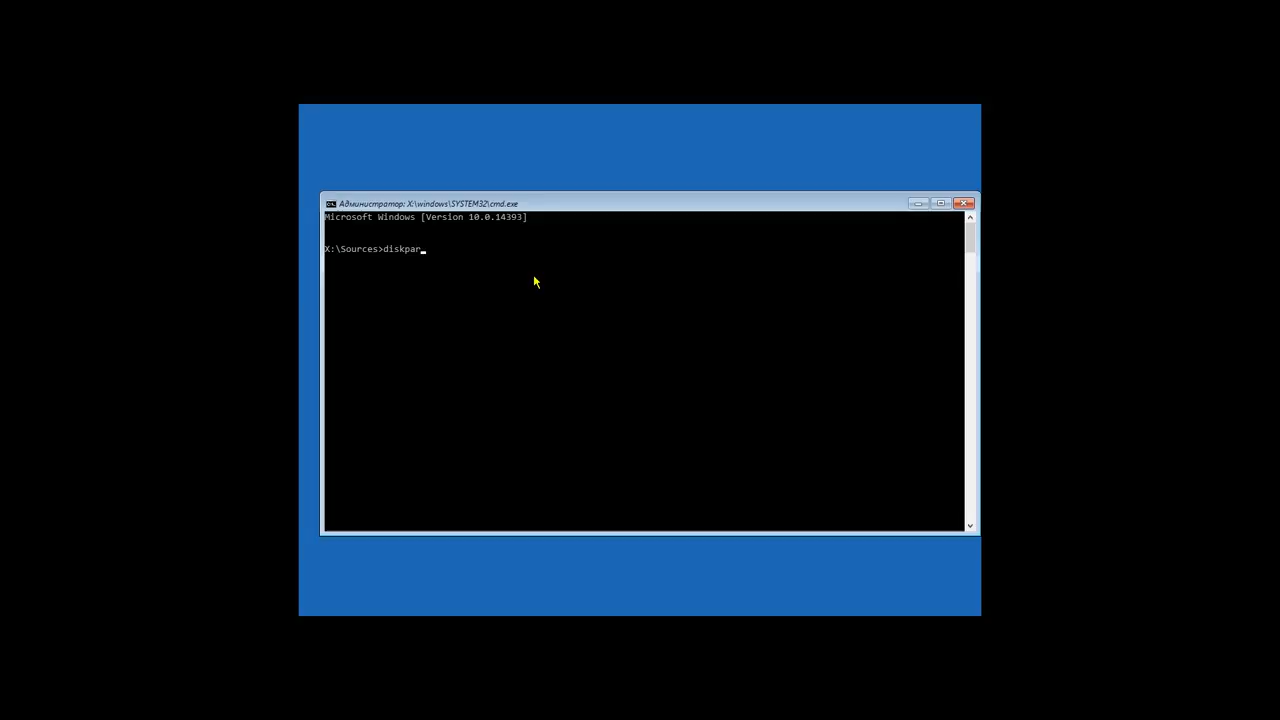 Администратор: X:\windows\SYSTEM32\cmd.exe
Microsoft Windows [Version 10.0.14393]
X:\Sources>diskpar